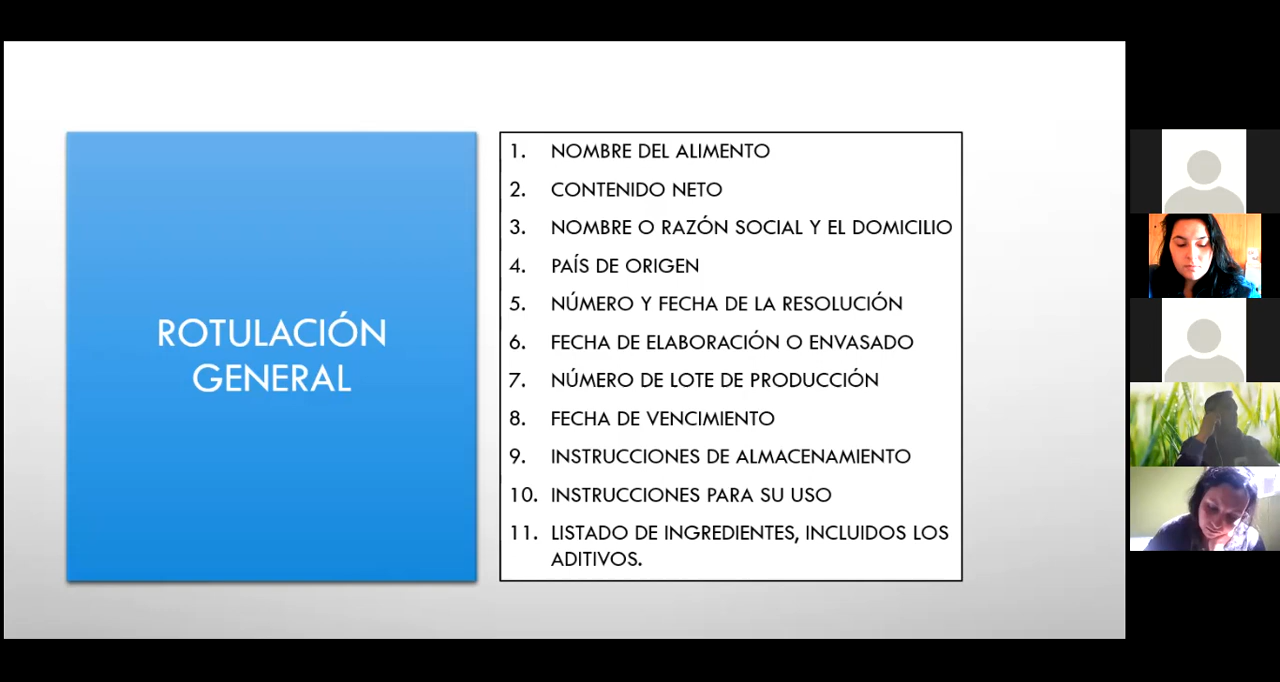 ROTULACIÓN
GENERAL
1. NOMBRE DEL ALIMENTO
2. CONTENIDO NETO
3. NOMBRE O RAZÓN SOCIAL Y EL DOMICILIO
4. PAÍS DE ORIGEN
5. NÚMERO Y FECHA DE LA RESOLUCIÓN
6. FECHA DE ELABORACIÓN O ENVASADO
7. NÚMERO DE LOTE DE PRODUCCIÓN
8. FECHA DE VENCIMIENTO
9. INSTRUCCIONES DE ALMACENAMIENTO
10. INSTRUCCIONES PARA SU USO
11. LISTADO DE INGREDIENTES, INCLUIDOS LOS
ADITIVOS.